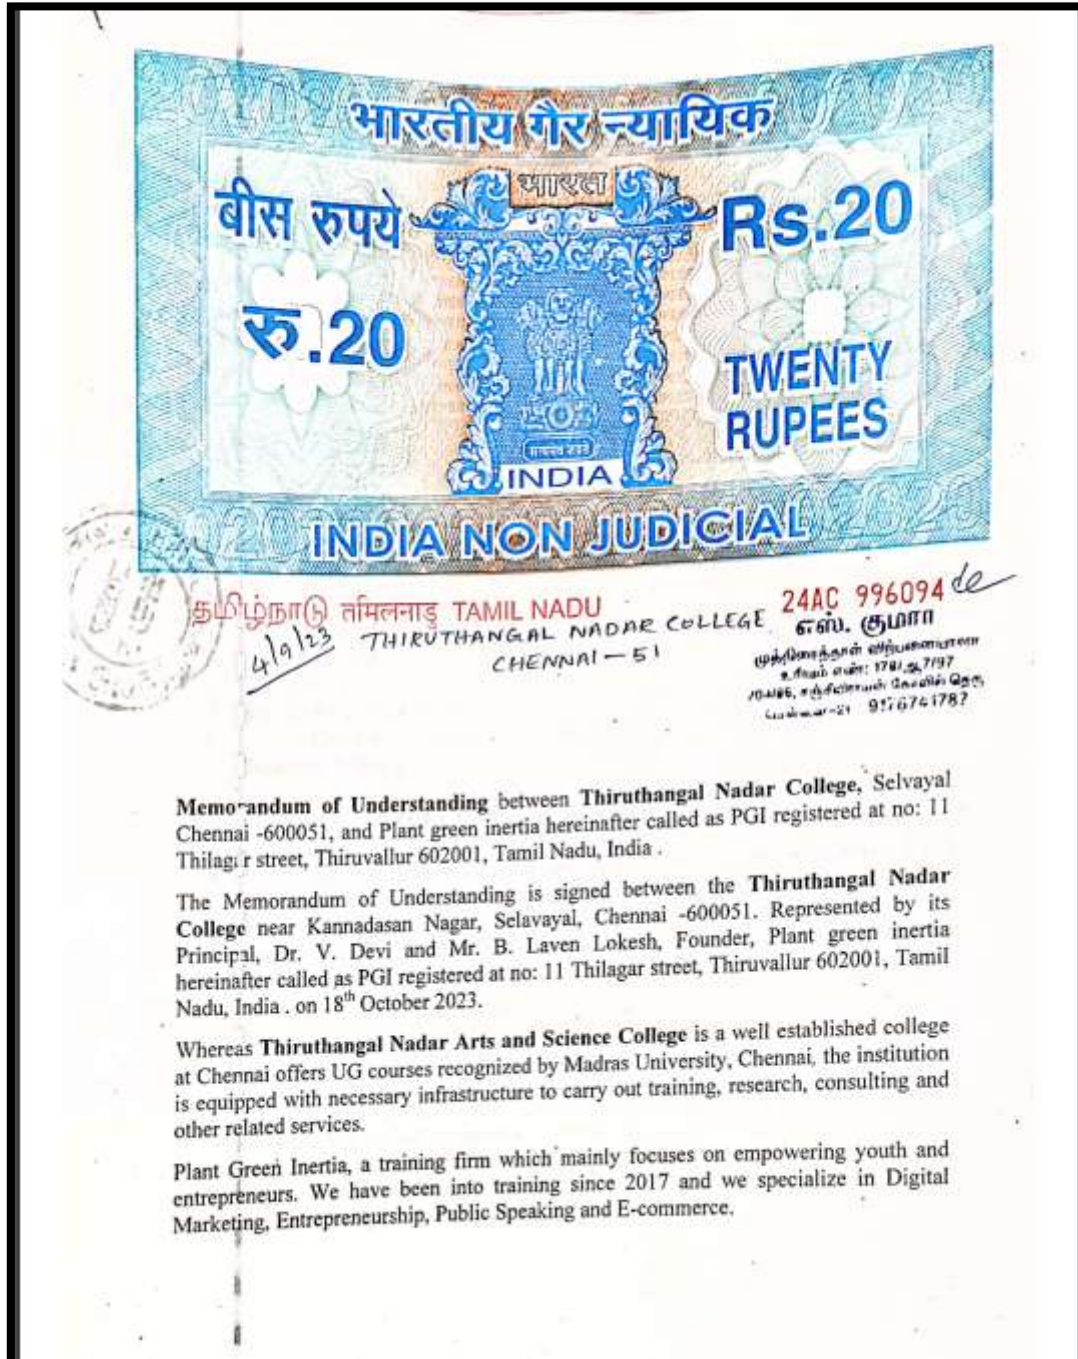 भारतीय गैर न्यायिक
भारत
बीस रुपये
Rs.20
रु.20
TWENTY
RUPEES
INDIA
INDIA NON JUDICIAL
தமிழ்நாடு तमिलनाडु TAMIL NADU
24AC 996094
4/9/23
THIRUTHANGAL NADAR COLLEGE
CHENNAI - 51
எஸ். குமார்
Memorandum of Understanding between Thiruthangal Nadar College, Selvayal
Chennai -600051, and Plant green inertia hereinafter called as PGI registered at no: 11
Thilagar street, Thiruvallur 602001, Tamil Nadu, India .
The Memorandum of Understanding is signed between the Thiruthangal Nadar
College near Kannadasan Nagar, Selavayal, Chennai -600051. Represented by its
Principal, Dr. V. Devi and Mr. B. Laven Lokesh, Founder, Plant green inertia
hereinafter called as PGI registered at no: 11 Thilagar street, Thiruvallur 602001, Tamil
Nadu, India . on 18th October 2023.
Whereas Thiruthangal Nadar Arts and Science College is a well established college
at Chennai offers UG courses recognized by Madras University, Chennai, the institution
is equipped with necessary infrastructure to carry out training, research, consulting and
other related services.
Plant Green Inertia, a training firm which mainly focuses on empowering youth and
entrepreneurs. We have been into training since 2017 and we specialize in Digital
Marketing, Entrepreneurship, Public Speaking and E-commerce.